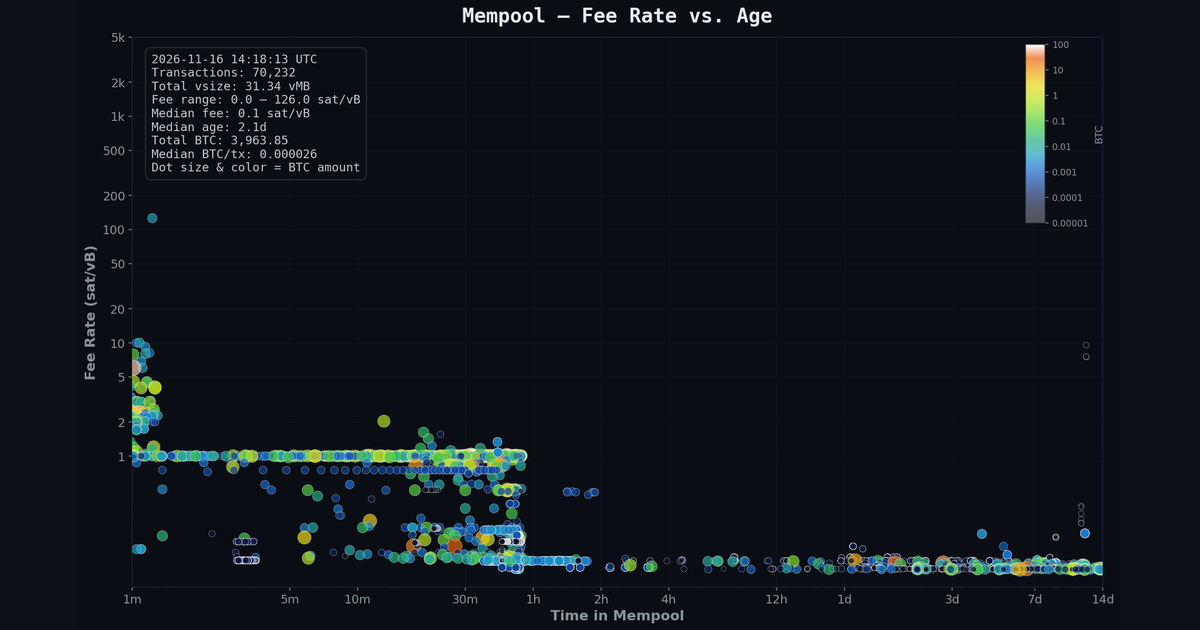 Mempool — Fee Rate vs. Age
2026-11-16 14:18:13 UTC
Transactions: 70,232
Total vsize: 31.34 vMB
Fee range: 0.0 — 126.0 sat/vB
Median fee: 0.1 sat/vB
Median age: 2.1d
Total BTC: 3,963.85
Median BTC/tx: 0.000026
Dot size & color = BTC amount
5k
2k
1k
500
200
100
50
20
10
5
2
1
Fee Rate (sat/vB)
100
10
1
0.1
0.01
0.001
0.0001
0.00001
BTC
1m 5m 10m 30m 1h 2h 4h 12h 1d 3d 7d 14d
Time in Mempool